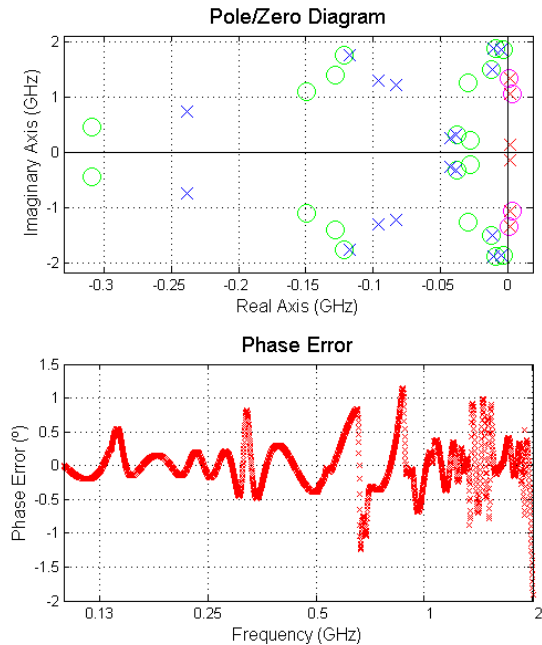 Pole/Zero Diagram
2
1
0
-1
-2
Imaginary Axis (GHz)
-0.3 -0.25 -0.2 -0.15 -0.1 -0.05 0
Real Axis (GHz)
Phase Error
1.5
1
0.5
0
-0.5
-1
-1.5
-2
Phase Error (º)
0.13 0.25 0.5 1 2
Frequency (GHz)